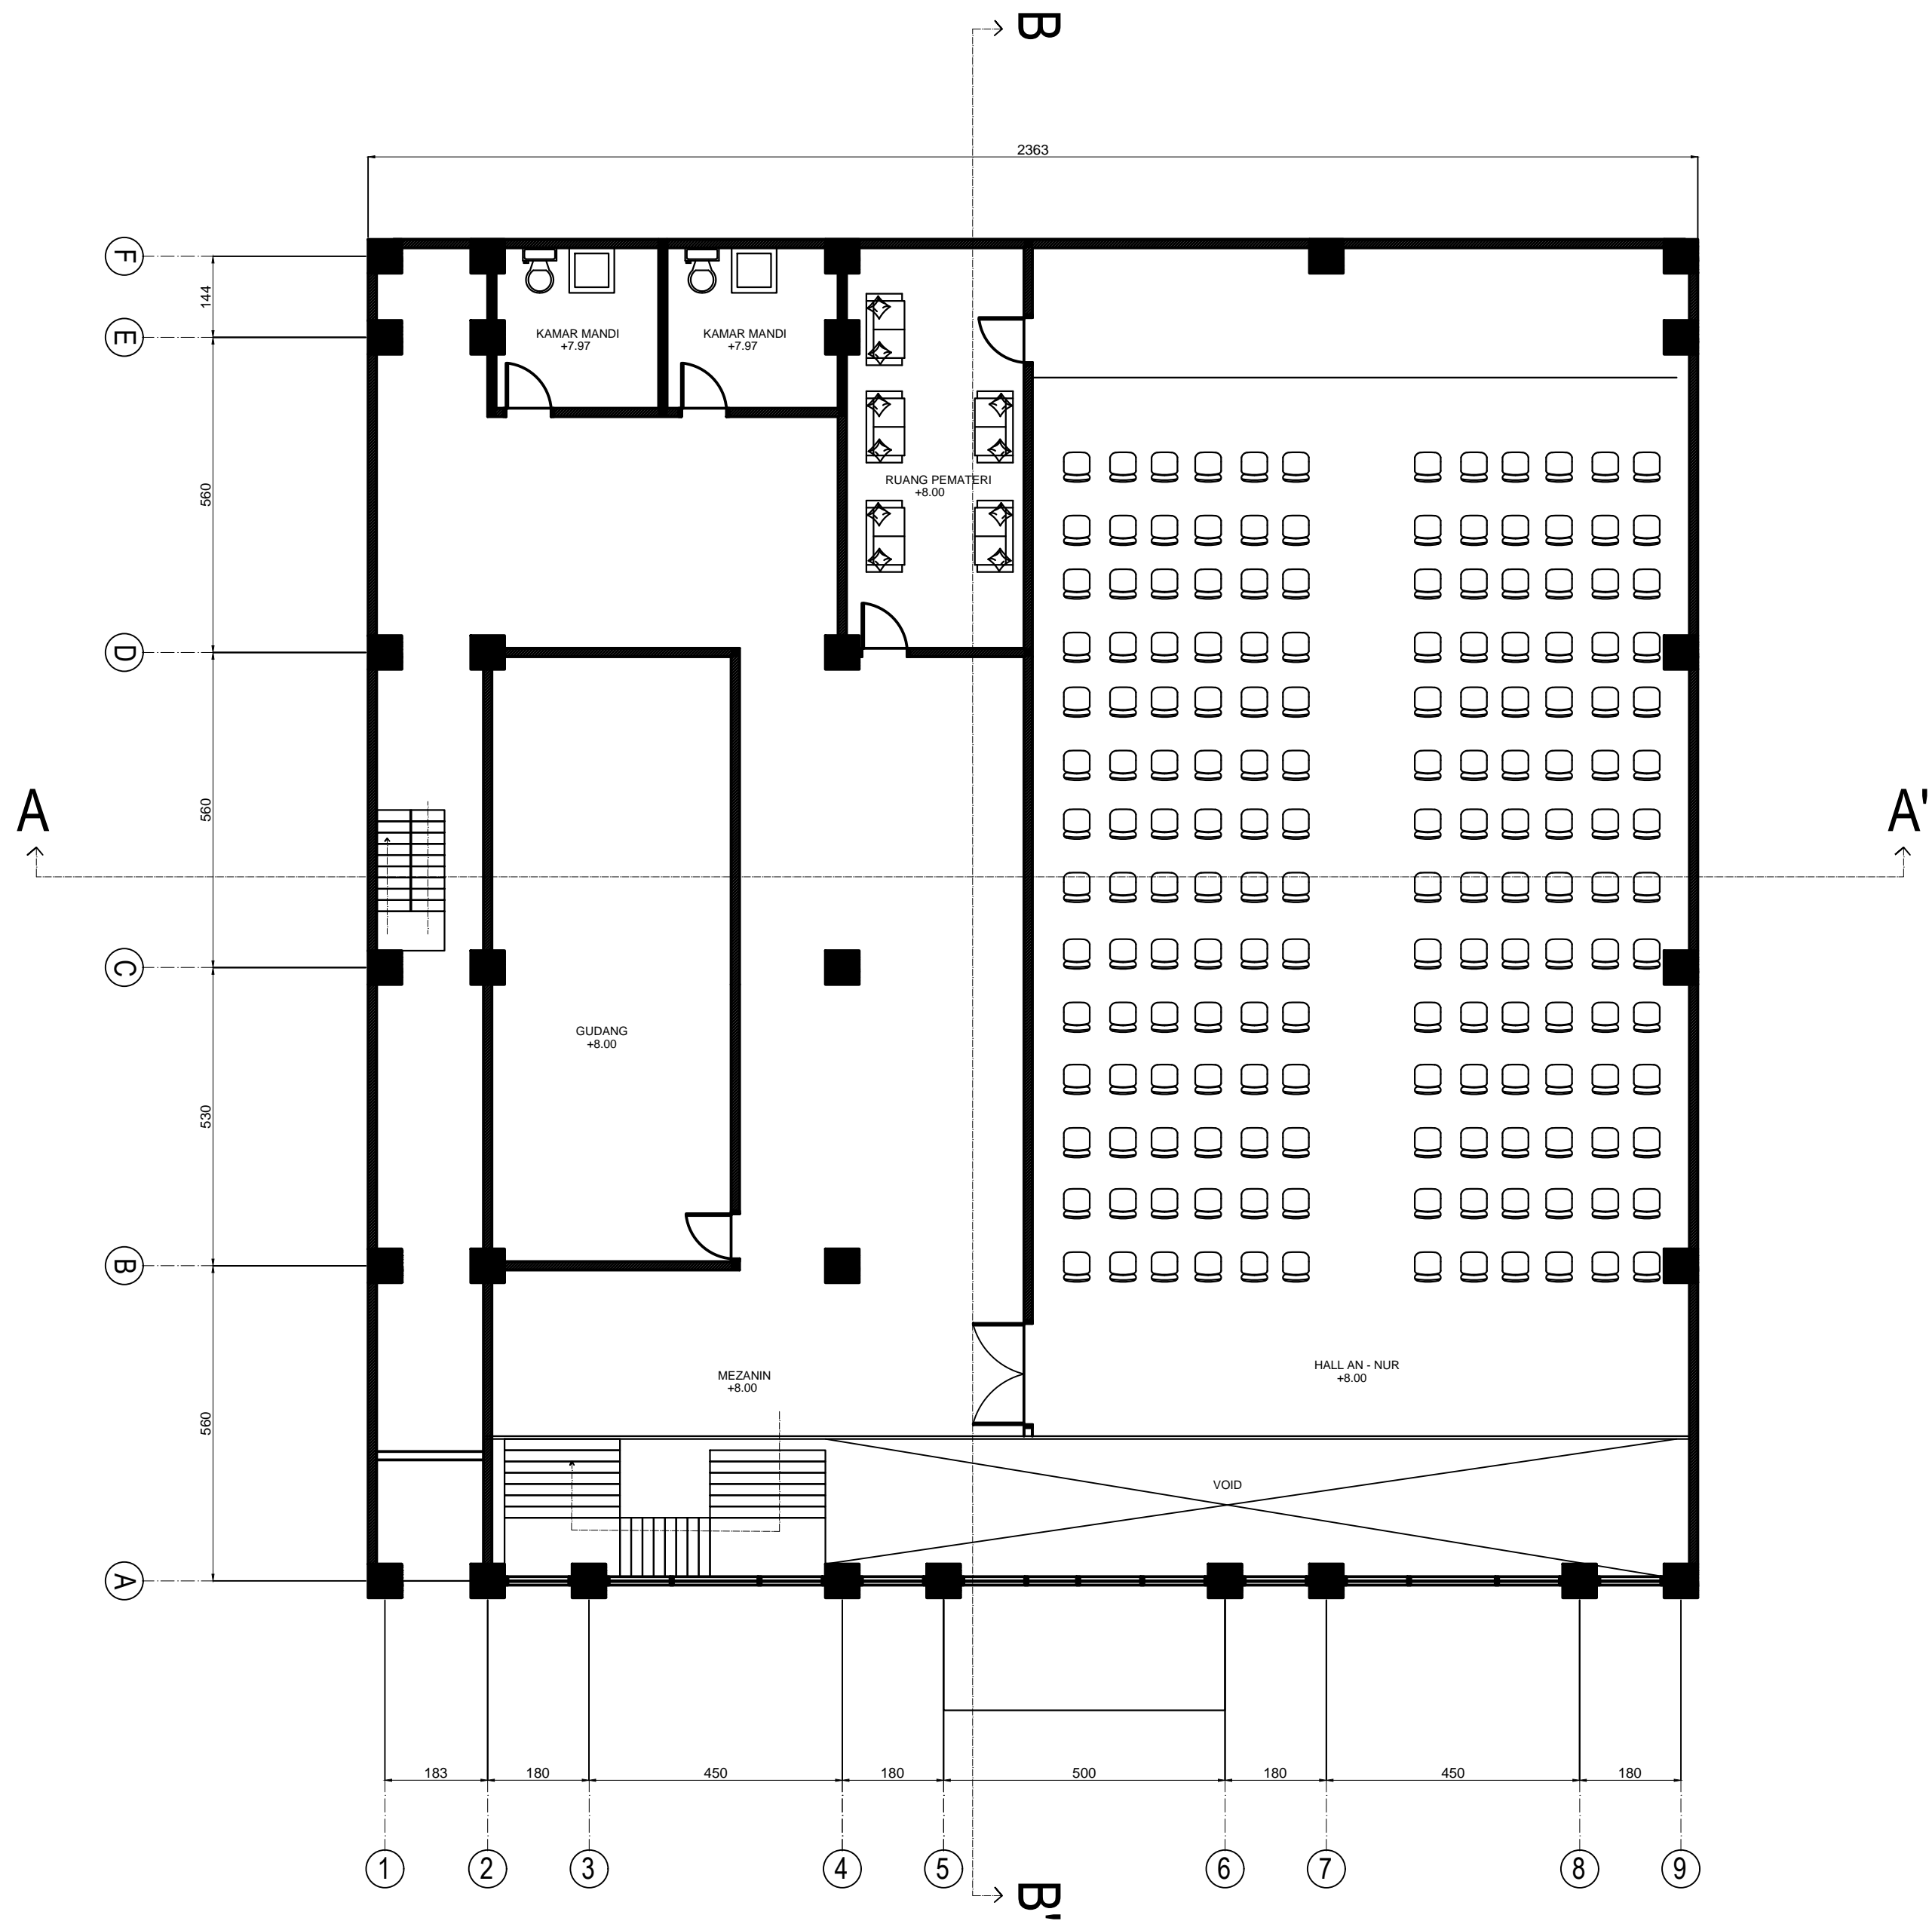 B
2363
F
144
E
KAMAR MANDI
+7.97
KAMAR MANDI
+7.97
560
RUANG PEMATERI
+8.00
D
A
A'
560
C
GUDANG
+8.00
530
B
MEZANIN
+8.00
HALL AN - NUR
+8.00
560
VOID
A
183
180
450
180
500
180
450
180
1
2
3
4
5
6
7
8
9
B'